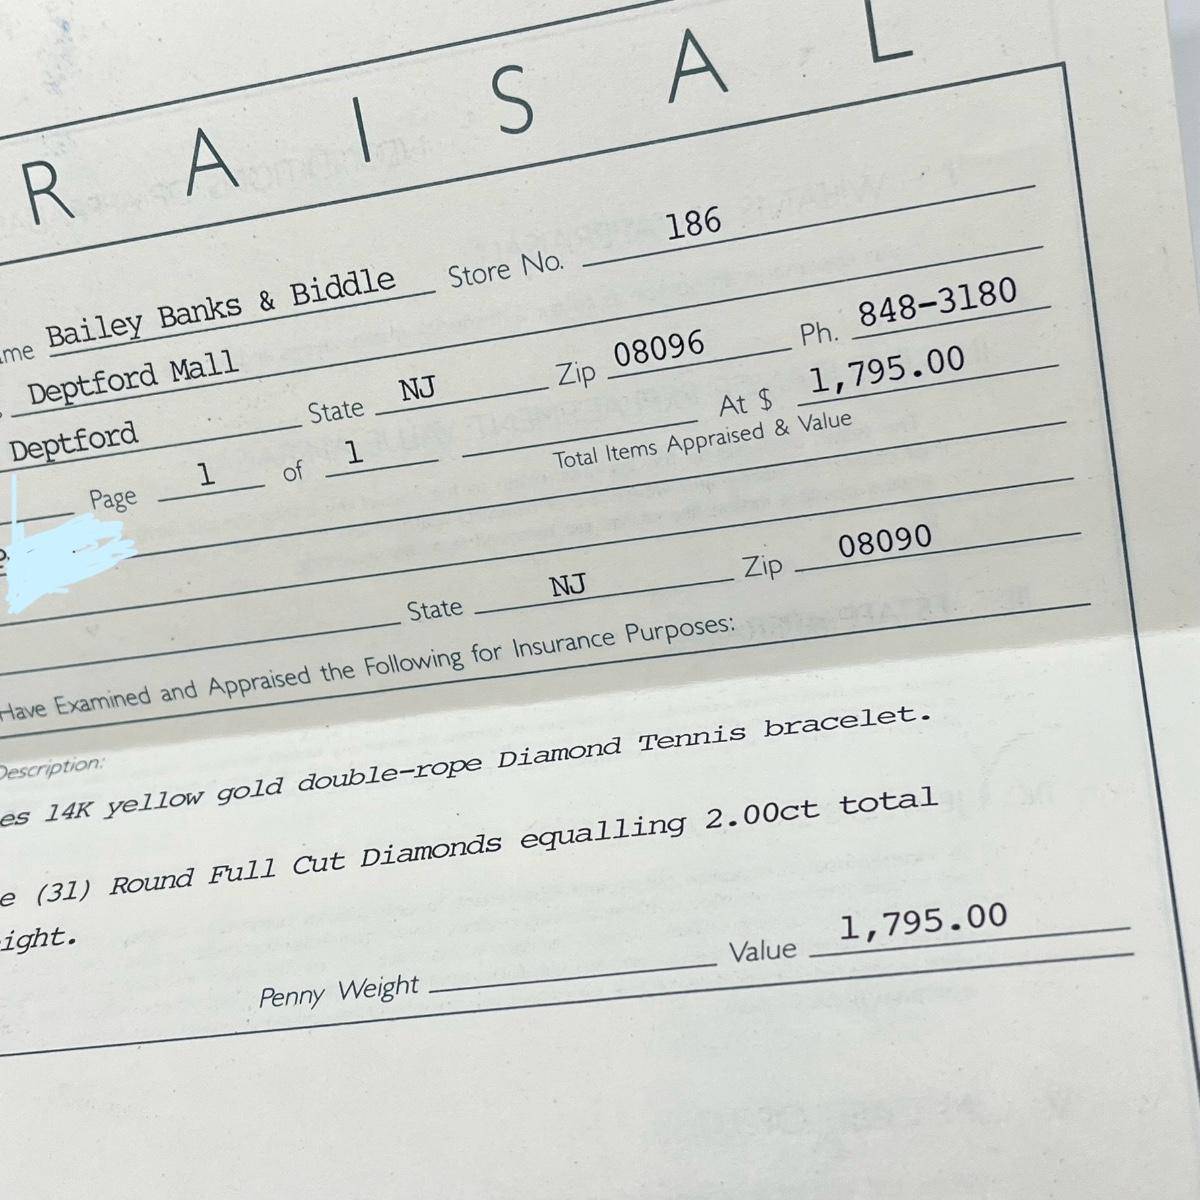 R A I S A L
Bailey Banks & Biddle Store No. 186
Deptford Mall
Deptford State NJ Zip 08096 Ph. 848-3180
Page 1 of 1 At $ 1,795.00
Total Items Appraised & Value
State NJ Zip 08090
Have Examined and Appraised the Following for Insurance Purposes:
Description:
es 14K yellow gold double-rope Diamond Tennis bracelet.
e (31) Round Full Cut Diamonds equalling 2.00ct total
ight.
Penny Weight Value 1,795.00